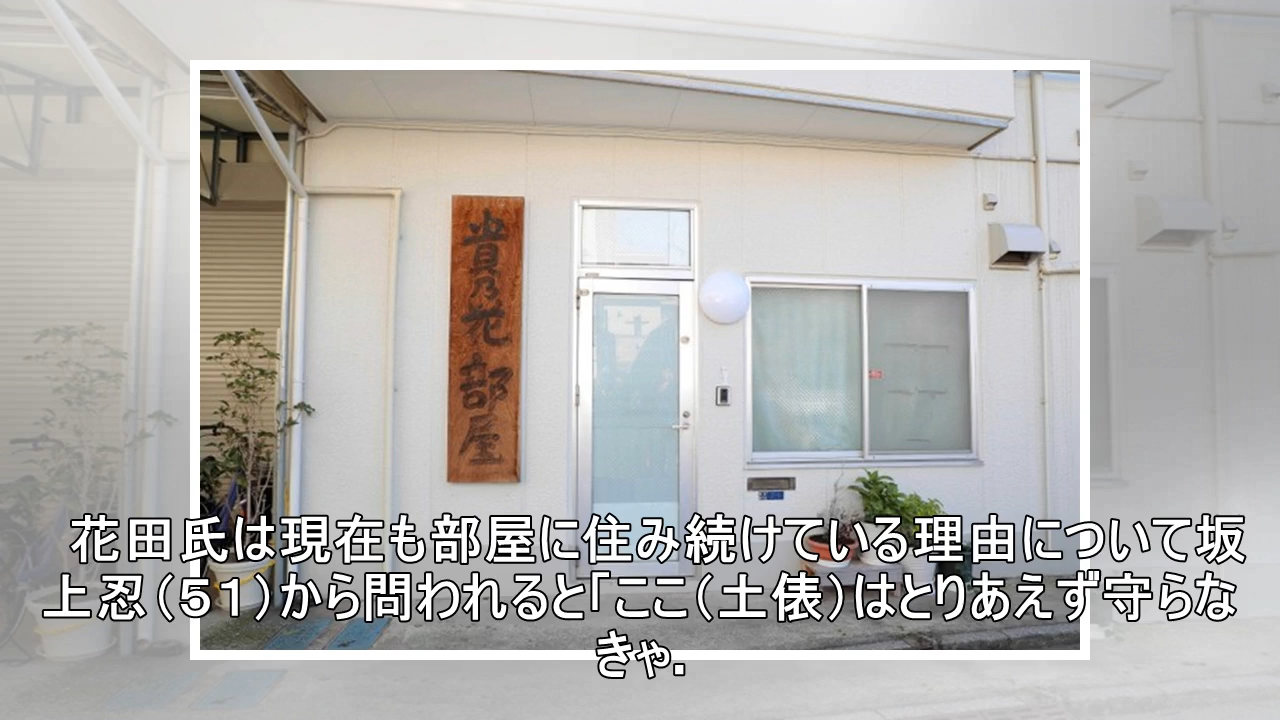 貴乃花部屋
花田氏は現在も部屋に住み続けている理由について坂
上忍（５１）から問われると「ここ（土俵）はとりあえず守らな
きゃ.